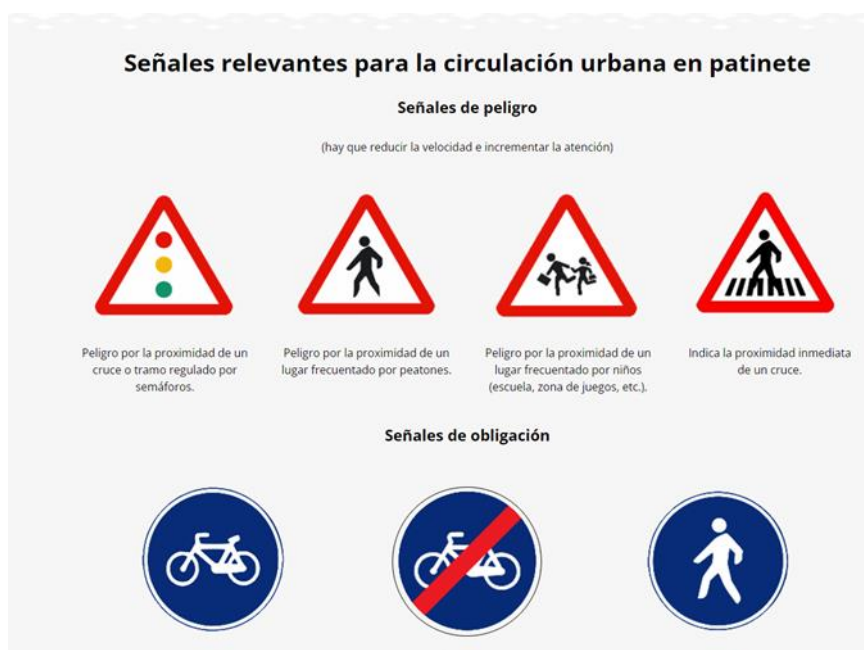 Señales relevantes para la circulación urbana en patinete
Señales de peligro
(hay que reducir la velocidad e incrementar la atención)
Peligro por la proximidad de un
cruce o tramo regulado por
semáforos.
Peligro por la proximidad de un
lugar frecuentado por peatones.
Peligro por la proximidad de un
lugar frecuentado por niños
(escuela, zona de juegos, etc.).
Indica la proximidad inmediata
de un cruce.
Señales de obligación